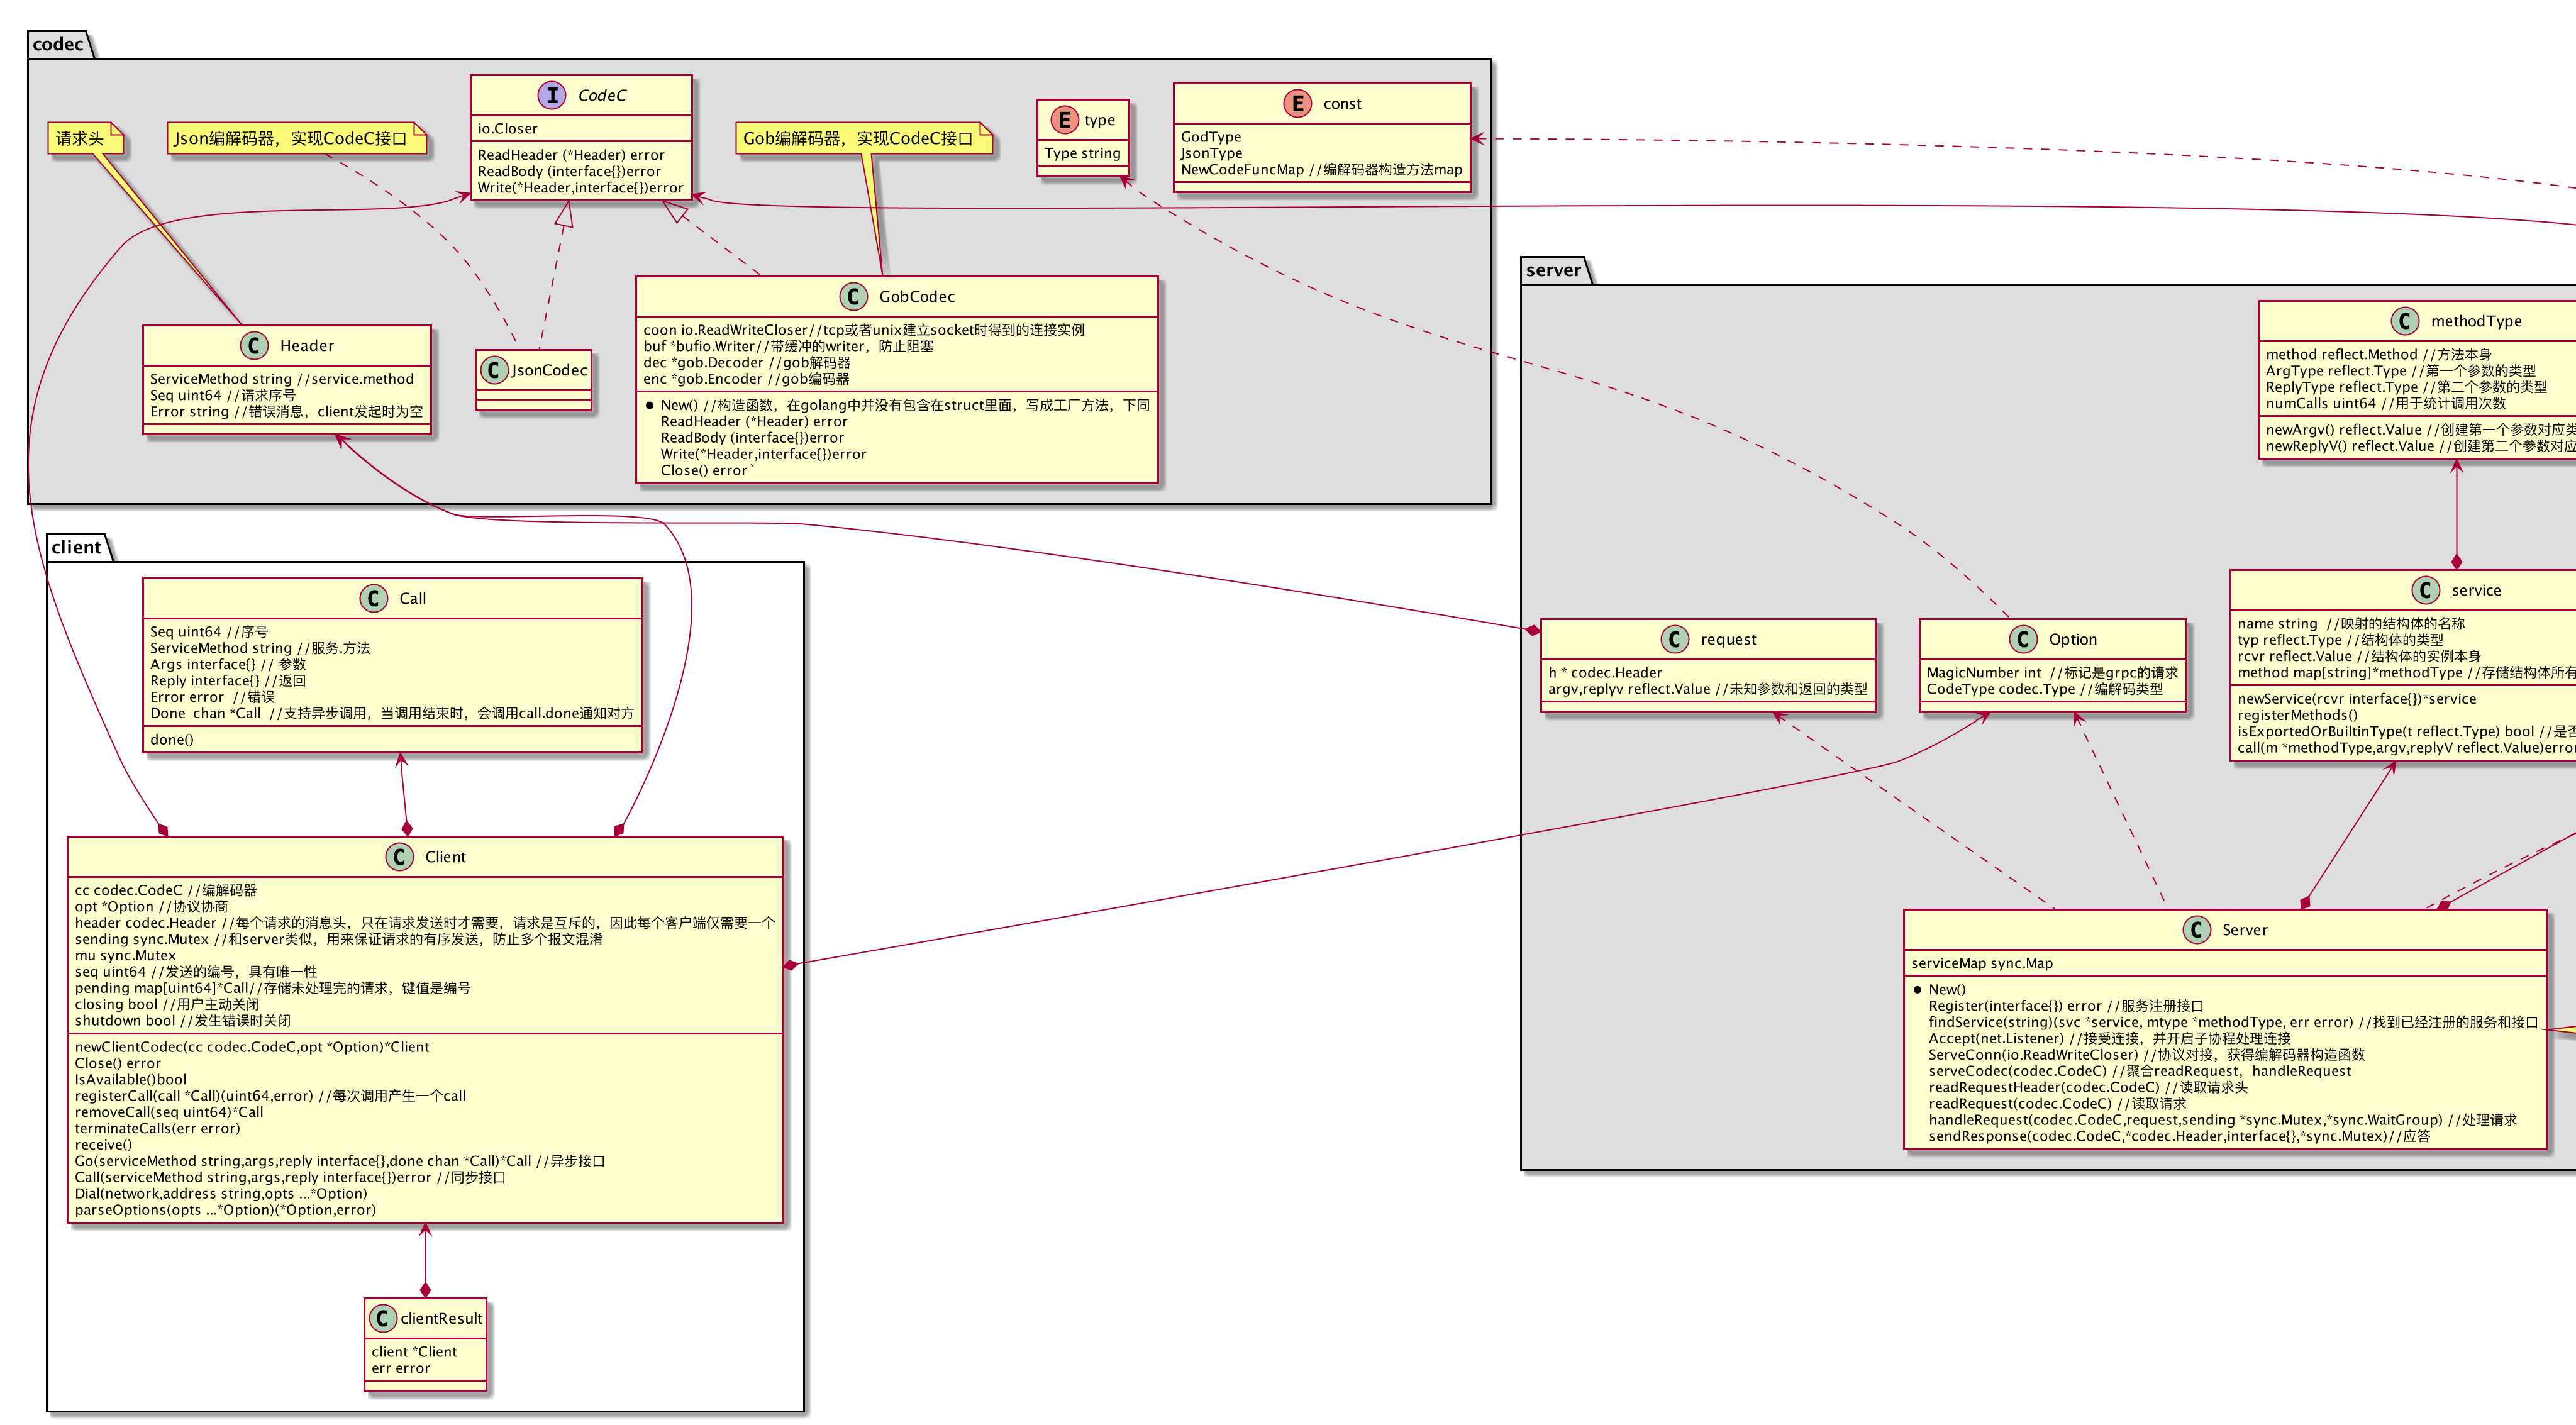 codec
请求头
Json编解码器，实现CodeC接口
I CodeC
io.Closer
ReadHeader (*Header) error
ReadBody (interface{})error
Write(*Header,interface{})error
Gob编解码器，实现CodeC接口
E type
Type string
E const
GodType
JsonType
NewCodeFuncMap //编解码器构造方法map
C Header
ServiceMethod string //service.method
Seq uint64 //请求序号
Error string //错误消息，client发起时为空
C JsonCodec
C GobCodec
coon io.ReadWriteCloser//tcp或者unix建立socket时得到的连接实例
buf *bufio.Writer//带缓冲的writer，防止阻塞
dec *gob.Decoder //gob解码器
enc *gob.Encoder //gob编码器
New() //构造函数，在golang中并没有包含在struct里面，写成工厂方法，下同
ReadHeader (*Header) error
ReadBody (interface{})error
Write(*Header,interface{})error
Close() error`
server
C methodType
method reflect.Method //方法本身
ArgType reflect.Type //第一个参数的类型
ReplyType reflect.Type //第二个参数的类型
numCalls uint64 //用于统计调用次数
newArgv() reflect.Value //创建第一个参数对应类
newReplyV() reflect.Value //创建第二个参数对应
C request
h * codec.Header
argv,replyv reflect.Value //未知参数和返回的类型
C Option
MagicNumber int  //标记是grpc的请求
CodeType codec.Type //编解码类型
C service
name string  //映射的结构体的名称
typ reflect.Type //结构体的类型
rcvr reflect.Value //结构体的实例本身
method map[string]*methodType //存储结构体所有
newService(rcvr interface{})*service
registerMethods()
isExportedOrBuiltinType(t reflect.Type) bool //是否
call(m *methodType,argv,replyV reflect.Value)error
C Server
serviceMap sync.Map
New()
Register(interface{}) error //服务注册接口
findService(string)(svc *service, mtype *methodType, err error) //找到已经注册的服务和接口
Accept(net.Listener) //接受连接，并开启子协程处理连接
ServeConn(io.ReadWriteCloser) //协议对接，获得编解码器构造函数
serveCodec(codec.CodeC) //聚合readRequest，handleRequest
readRequestHeader(codec.CodeC) //读取请求头
readRequest(codec.CodeC) //读取请求
handleRequest(codec.CodeC,request,sending *sync.Mutex,*sync.WaitGroup) //处理请求
sendResponse(codec.CodeC,*codec.Header,interface{},*sync.Mutex)//应答
client
C Call
Seq uint64 //序号
ServiceMethod string //服务.方法
Args interface{} // 参数
Reply interface{} //返回
Error error  //错误
Done  chan *Call  //支持异步调用，当调用结束时，会调用call.done通知对方
done()
C Client
cc codec.CodeC //编解码器
opt *Option //协议协商
header codec.Header //每个请求的消息头，只在请求发送时才需要，请求是互斥的，因此每个客户端仅需要一个
sending sync.Mutex //和server类似，用来保证请求的有序发送，防止多个报文混淆
mu sync.Mutex
seq uint64 //发送的编号，具有唯一性
pending map[uint64]*Call//存储未处理完的请求，键值是编号
closing bool //用户主动关闭
shutdown bool //发生错误时关闭
newClientCodec(cc codec.CodeC,opt *Option)*Client
Close() error
IsAvailable()bool
registerCall(call *Call)(uint64,error) //每次调用产生一个call
removeCall(seq uint64)*Call
terminateCalls(err error)
receive()
Go(serviceMethod string,args,reply interface{},done chan *Call)*Call //异步接口
Call(serviceMethod string,args,reply interface{})error //同步接口
Dial(network,address string,opts ...*Option)
parseOptions(opts ...*Option)(*Option,error)
C clientResult
client *Client
err error